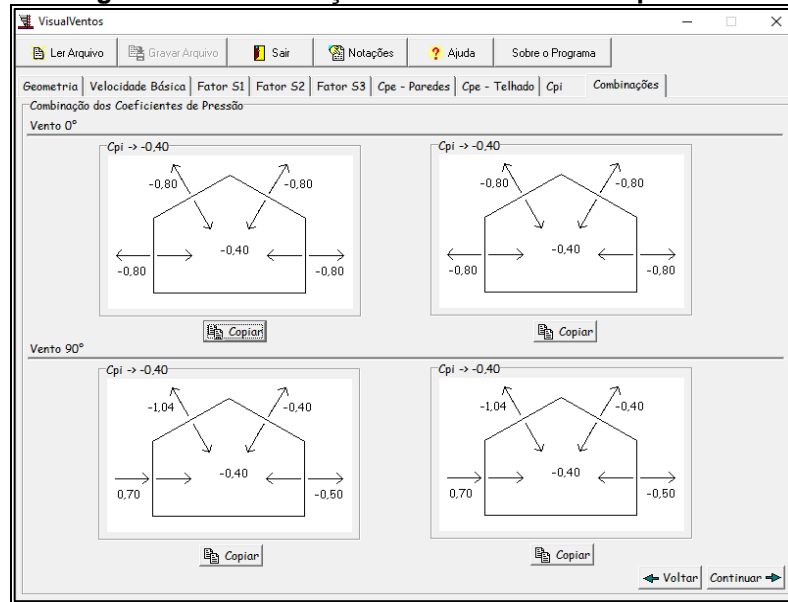 VisualVentos
Ler Arquivo Gravar Arquivo Sair Notações ? Ajuda Sobre o Programa
Geometria Velocidade Básica Fator S1 Fator S2 Fator S3 Cpe - Paredes Cpe - Telhado Cpi Combinações
Combinação dos Coeficientes de Pressão
Vento 0°
Cpi -> -0,40 Cpi -> -0,40
-0,80 -0,80 -0,80 -0,80
-0,40 -0,40
-0,80 -0,80 -0,80 -0,80
Copiar Copiar
Vento 90°
Cpi -> -0,40 Cpi -> -0,40
-1,04 -0,40 -1,04 -0,40
-0,40 -0,40
0,70 -0,50 0,70 -0,50
Copiar Copiar
Voltar Continuar